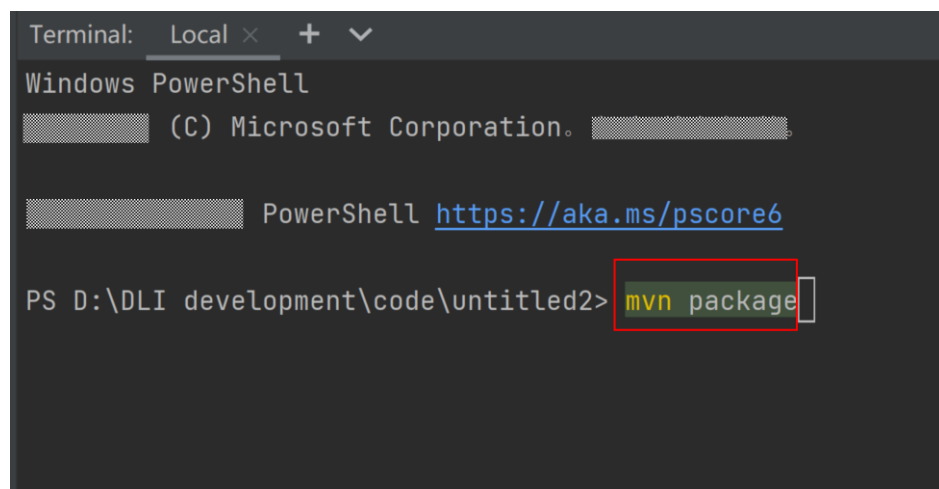 Terminal: Local × + ∨
Windows PowerShell
(C) Microsoft Corporation。 。
PowerShell https://aka.ms/pscore6
PS D:\DLI development\code\untitled2> mvn package